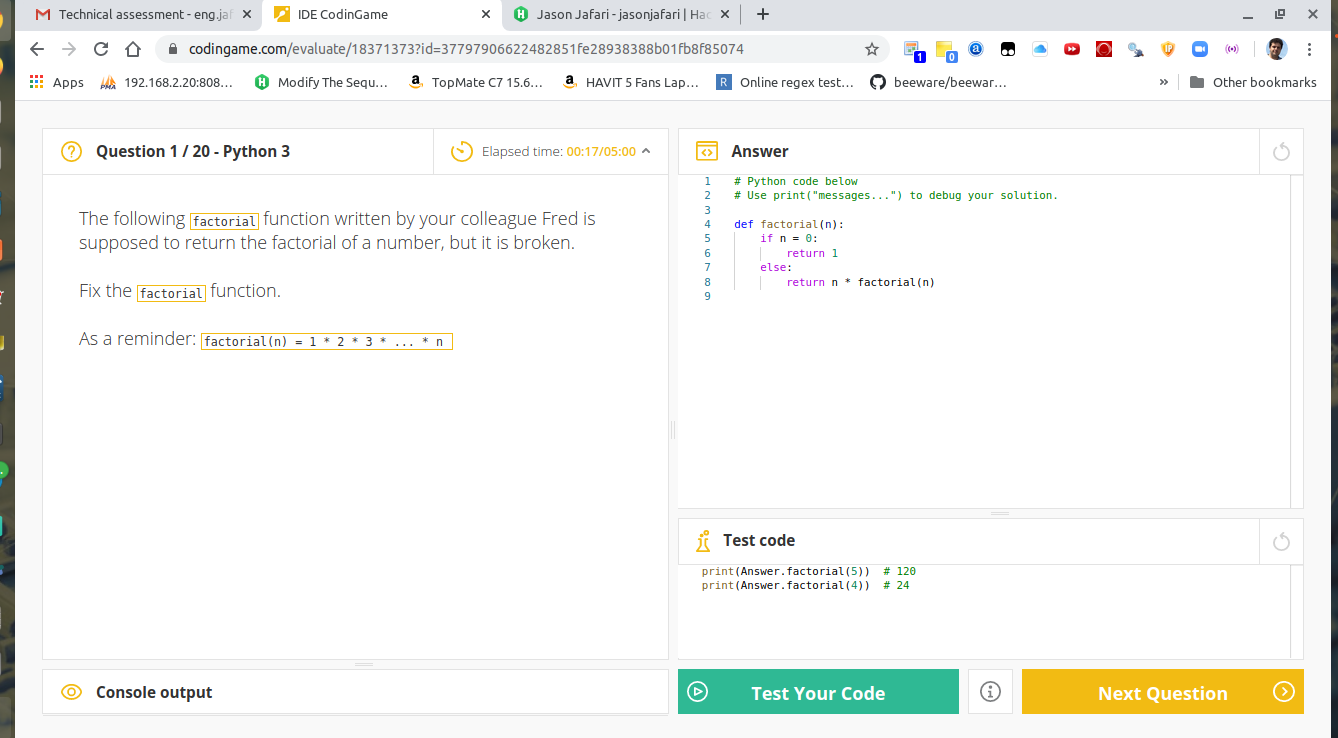 Technical assessment - eng.jaf
IDE CodinGame
Jason Jafari - jasonjafari | Hac
codingame.com/evaluate/18371373?id=37797906622482851fe28938388b01fb8f85074
1
0
Apps
PMA
192.168.2.20:808...
H
Modify The Sequ...
TopMate C7 15.6...
HAVIT 5 Fans Lap...
R
Online regex test...
beeware/beewar...
»
Other bookmarks
Question 1 / 20 - Python 3
Elapsed time: 00:17/05:00
The following factorial function written by your colleague Fred is
supposed to return the factorial of a number, but it is broken.
Fix the factorial function.
As a reminder: factorial(n) = 1 * 2 * 3 * ... * n
Console output
Answer
1 # Python code below
2 # Use print("messages...") to debug your solution.
3
4 def factorial(n):
5 if n = 0:
6 return 1
7 else:
8 return n * factorial(n)
9
Test code
print(Answer.factorial(5)) # 120
print(Answer.factorial(4)) # 24
Test Your Code
Next Question